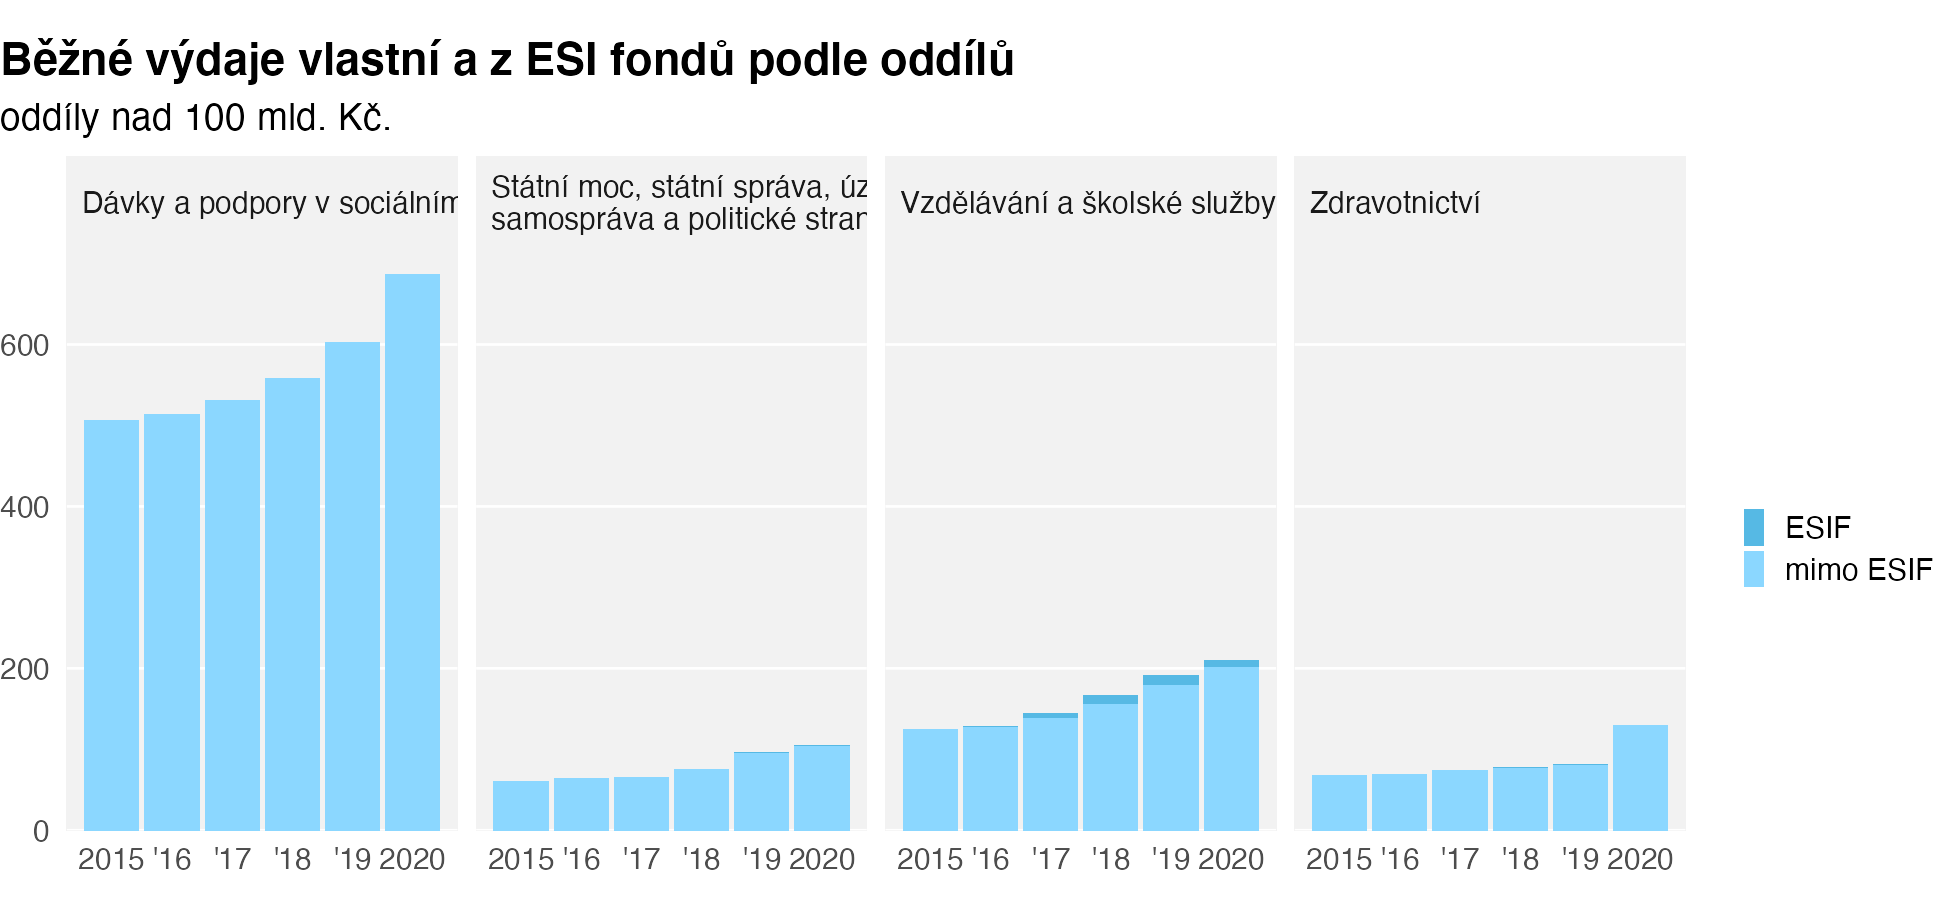 Běžné výdaje vlastní a z ESI fondů podle oddílů
oddíly nad 100 mld. Kč.
Dávky a podpory v sociálním
Státní moc, státní správa, úz
samospráva a politické stran
Vzdělávání a školské služby
Zdravotnictví
600
400
200
0
2015 '16 '17 '18 '19 2020
2015 '16 '17 '18 '19 2020
2015 '16 '17 '18 '19 2020
2015 '16 '17 '18 '19 2020
ESIF
mimo ESIF